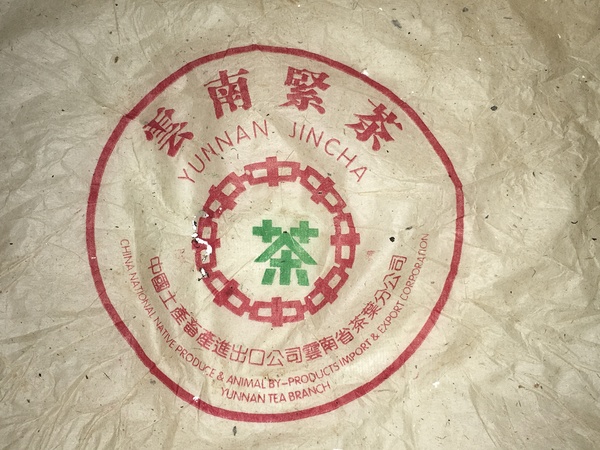 雲南緊茶
YUNNAN JINCHA
茶
中國土產畜產進出口公司雲南省茶葉分公司
CHINA NATIONAL NATIVE PRODUCE & ANIMAL BY-PRODUCTS IMPORT & EXPORT CORPORATION
YUNNAN TEA BRANCH